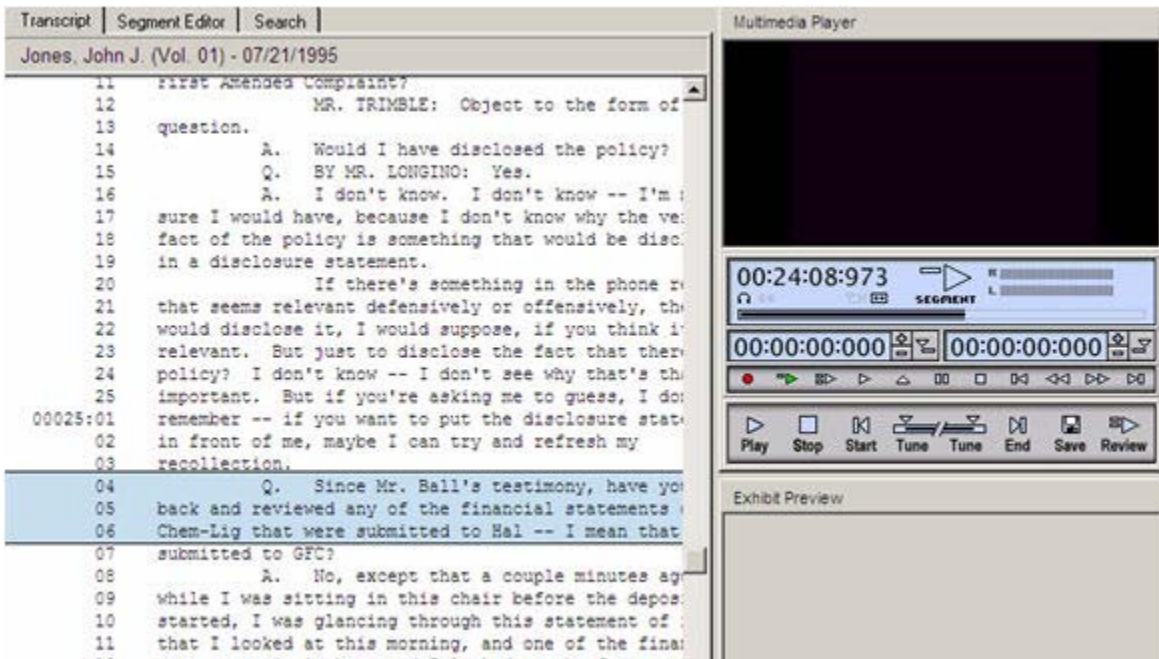 Transcript Segment Editor Search
Jones, John J. (Vol. 01) - 07/21/1995
11 First Amended Complaint?
12 MR. TRIMBLE: Object to the form of
13 question.
14 A. Would I have disclosed the policy?
15 Q. BY MR. LONGINO: Yes.
16 A. I don't know. I don't know -- I'm
17 sure I would have, because I don't know why the
18 fact of the policy is something that would be
19 in a disclosure statement.
20 If there's something in the phone
21 that seems relevant defensively or offensively,
22 would disclose it, I would suppose, if you think
23 relevant. But just to disclose the fact that
24 policy? I don't know -- I don't see why that's
25 important. But if you're asking me to guess, I
00025:01 remember -- if you want to put the disclosure
02 in front of me, maybe I can try and refresh my
03 recollection.
04 Q. Since Mr. Ball's testimony, have
05 back and reviewed any of the financial statements
06 Chem-Lig that were submitted to Hal -- I mean that
07 submitted to GFC?
08 A. No, except that a couple minutes
09 while I was sitting in this chair before the
10 started, I was glancing through this statement of
11 that I looked at this morning, and one of the
Multimedia Player
00:24:08:973
SEGMENT
R
L
00:00:00:000 00:00:00:000
Play Stop Start Tune Tune End Save Review
Exhibit Preview